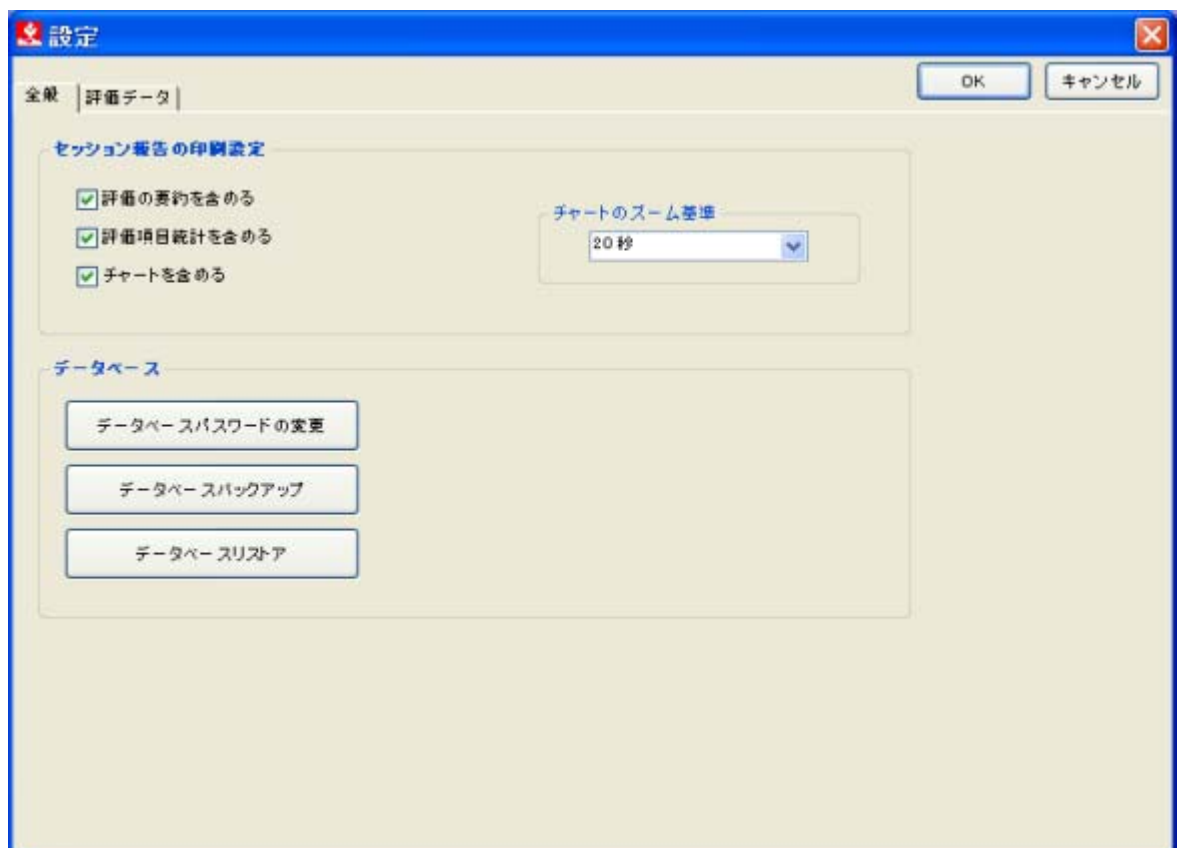 設定
OK
キャンセル
全般
評価データ
セッション報告の印刷設定
評価の要約を含める
評価項目統計を含める
チャートを含める
チャートのズーム基準
20秒
データベース
データベースパスワードの変更
データベースバックアップ
データベースリストア